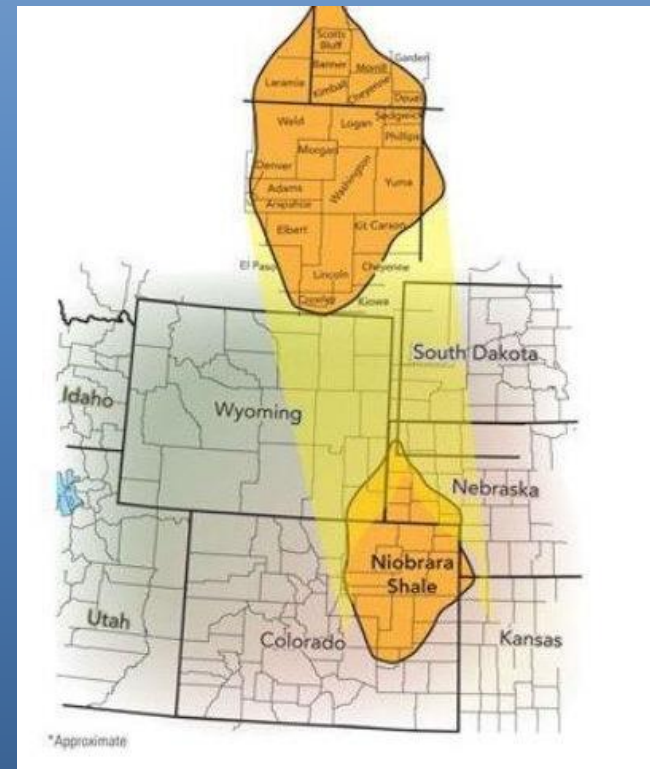 Scotts
Bluff
Garden
Banner
Morrill
Laramie
Kimball
Cheyenne
Deuel
Sedgwick
Weld
Logan
Phillips
Morgan
Denver
Washington
Yuma
Adams
Arapahoe
Elbert
Kit Carson
El Paso
Lincoln
Cheyenne
Crowley
Kiowa
South Dakota
Idaho
Wyoming
Nebraska
Niobrara
Shale
Utah
Colorado
Kansas
*Approximate